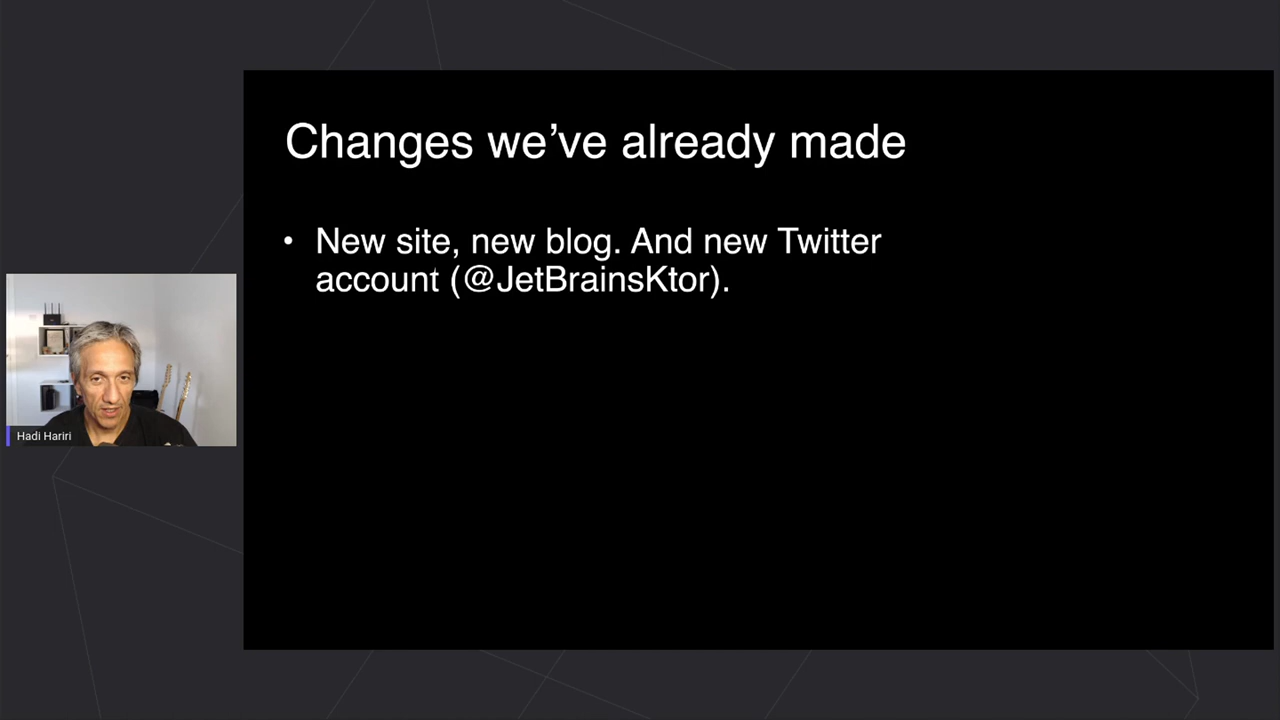 Changes we’ve already made
• New site, new blog. And new Twitter
account (@JetBrainsKtor).
Hadi Hariri